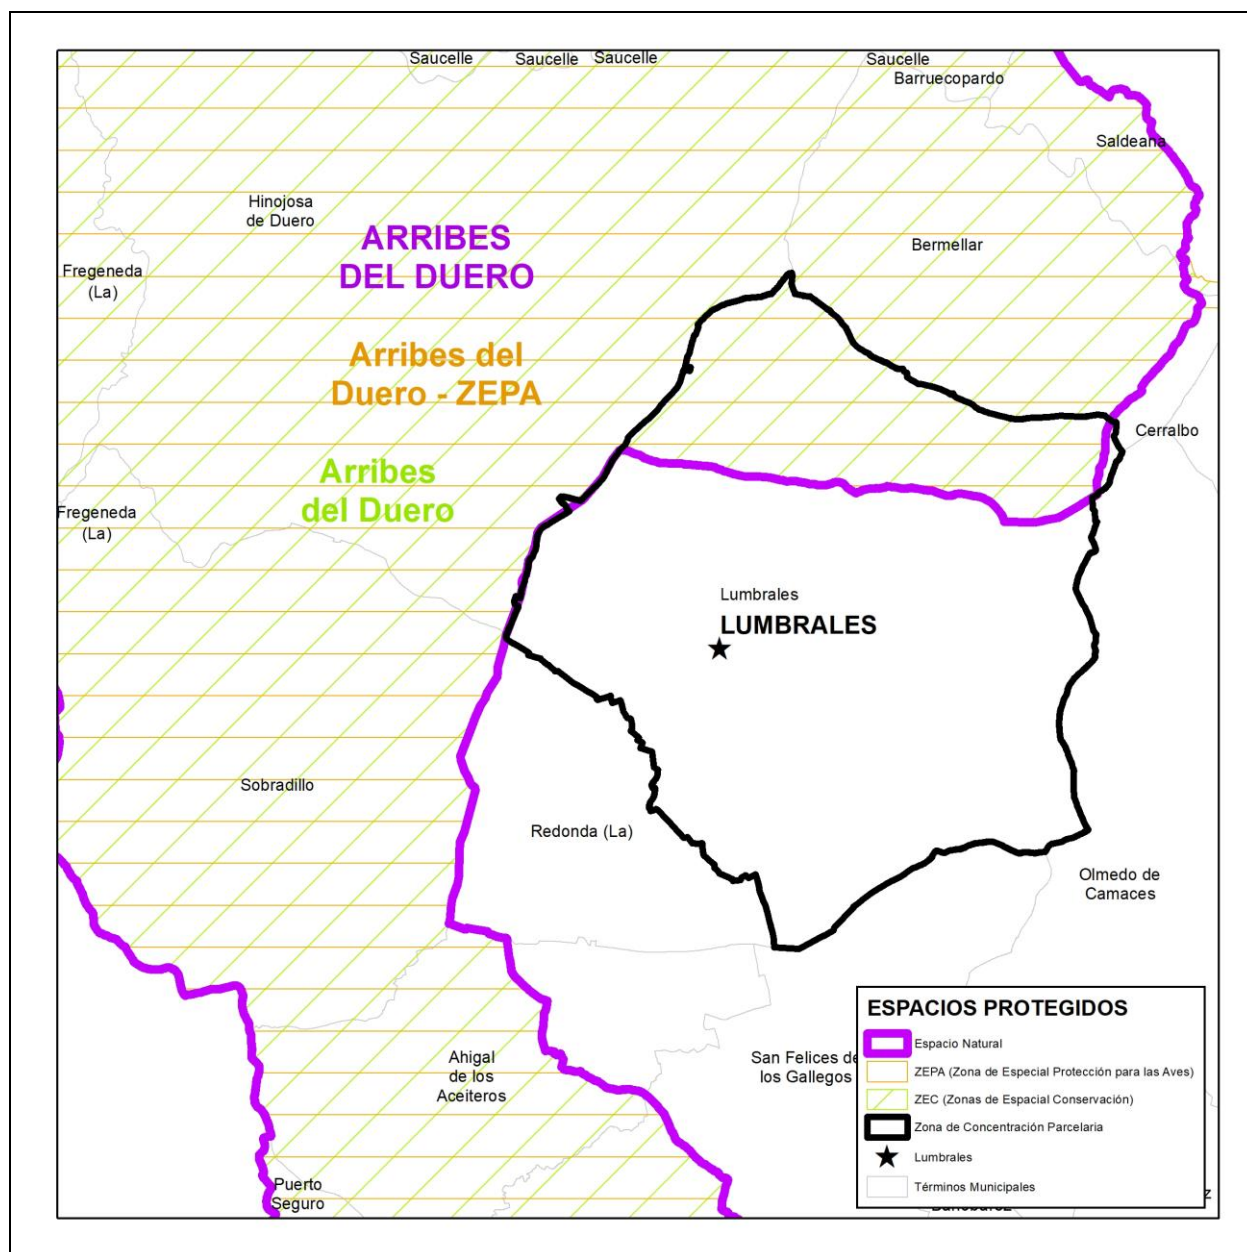 Saucelle
Saucelle
Saucelle
Saucelle
Barruecopardo
Saldeana
Hinojosa
de Duero
ARRIBES
DEL DUERO
Bermellar
Fregeneda
(La)
Arribes del
Duero - ZEPA
Cerralbo
Arribes
del Duero
Fregeneda
(La)
Lumbrales
LUMBRALES
Sobradillo
Redonda (La)
Olmedo de
Camaces
Ahigal
de los
Aceiteros
San Felices de
los Gallegos
Puerto
Seguro
ESPACIOS PROTEGIDOS
Espacio Natural
ZEPA (Zona de Especial Protección para las Aves)
ZEC (Zonas de Espacial Conservación)
Zona de Concentración Parcelaria
Lumbrales
Términos Municipales